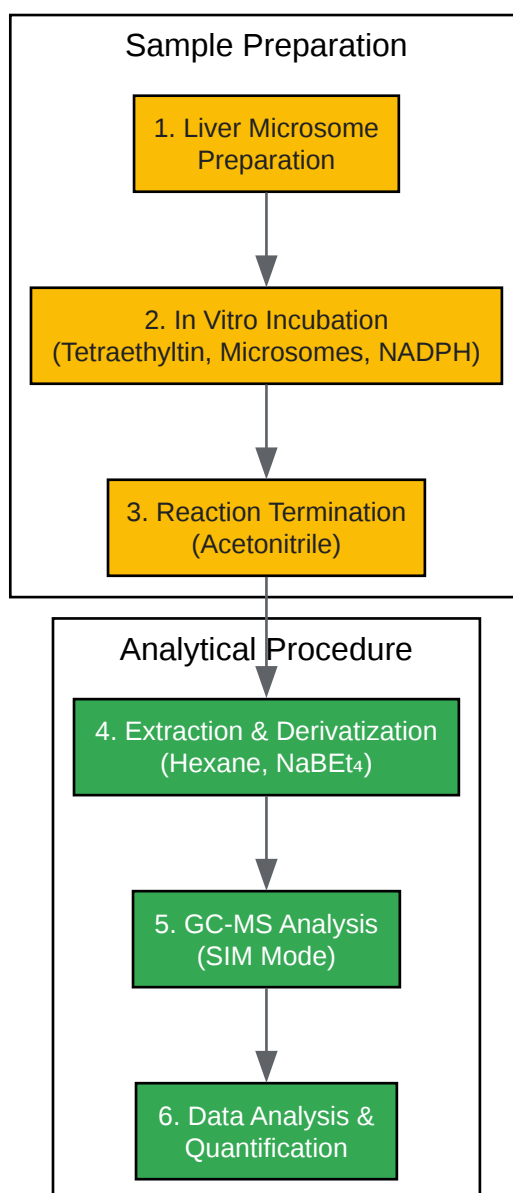 Sample Preparation
1. Liver Microsome
Preparation
2. In Vitro Incubation
(Tetraethyltin, Microsomes, NADPH)
3. Reaction Termination
(Acetonitrile)
Analytical Procedure
4. Extraction & Derivatization
(Hexane, NaBEt₄)
5. GC-MS Analysis
(SIM Mode)
6. Data Analysis &
Quantification